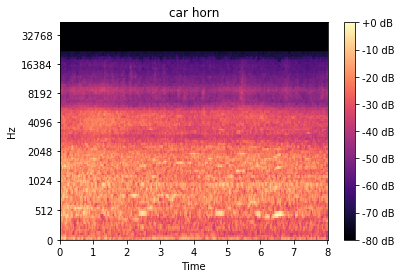 car horn
+0 dB
32768
-10 dB
16384
-20 dB
8192
-30 dB
4096
-40 dB
2048
-50 dB
1024
-60 dB
512
-70 dB
0
-80 dB
0 1 2 3 4 5 6 7 8
Time
Hz